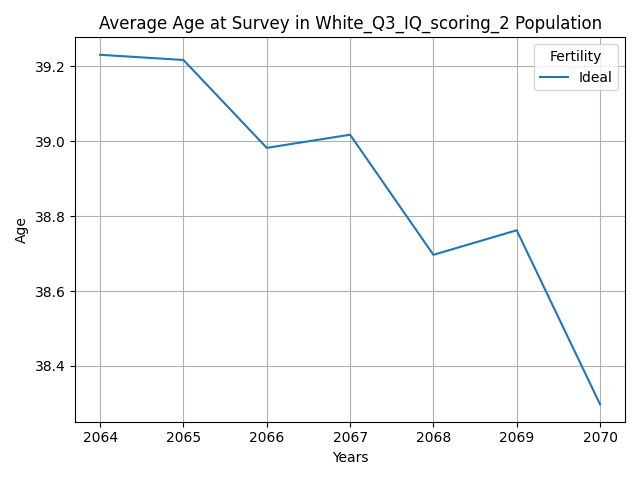 Average Age at Survey in White_Q3_IQ_scoring_2 Population
Fertility
Ideal
39.2
39.0
38.8
38.6
38.4
Age
2064 2065 2066 2067 2068 2069 2070
Years